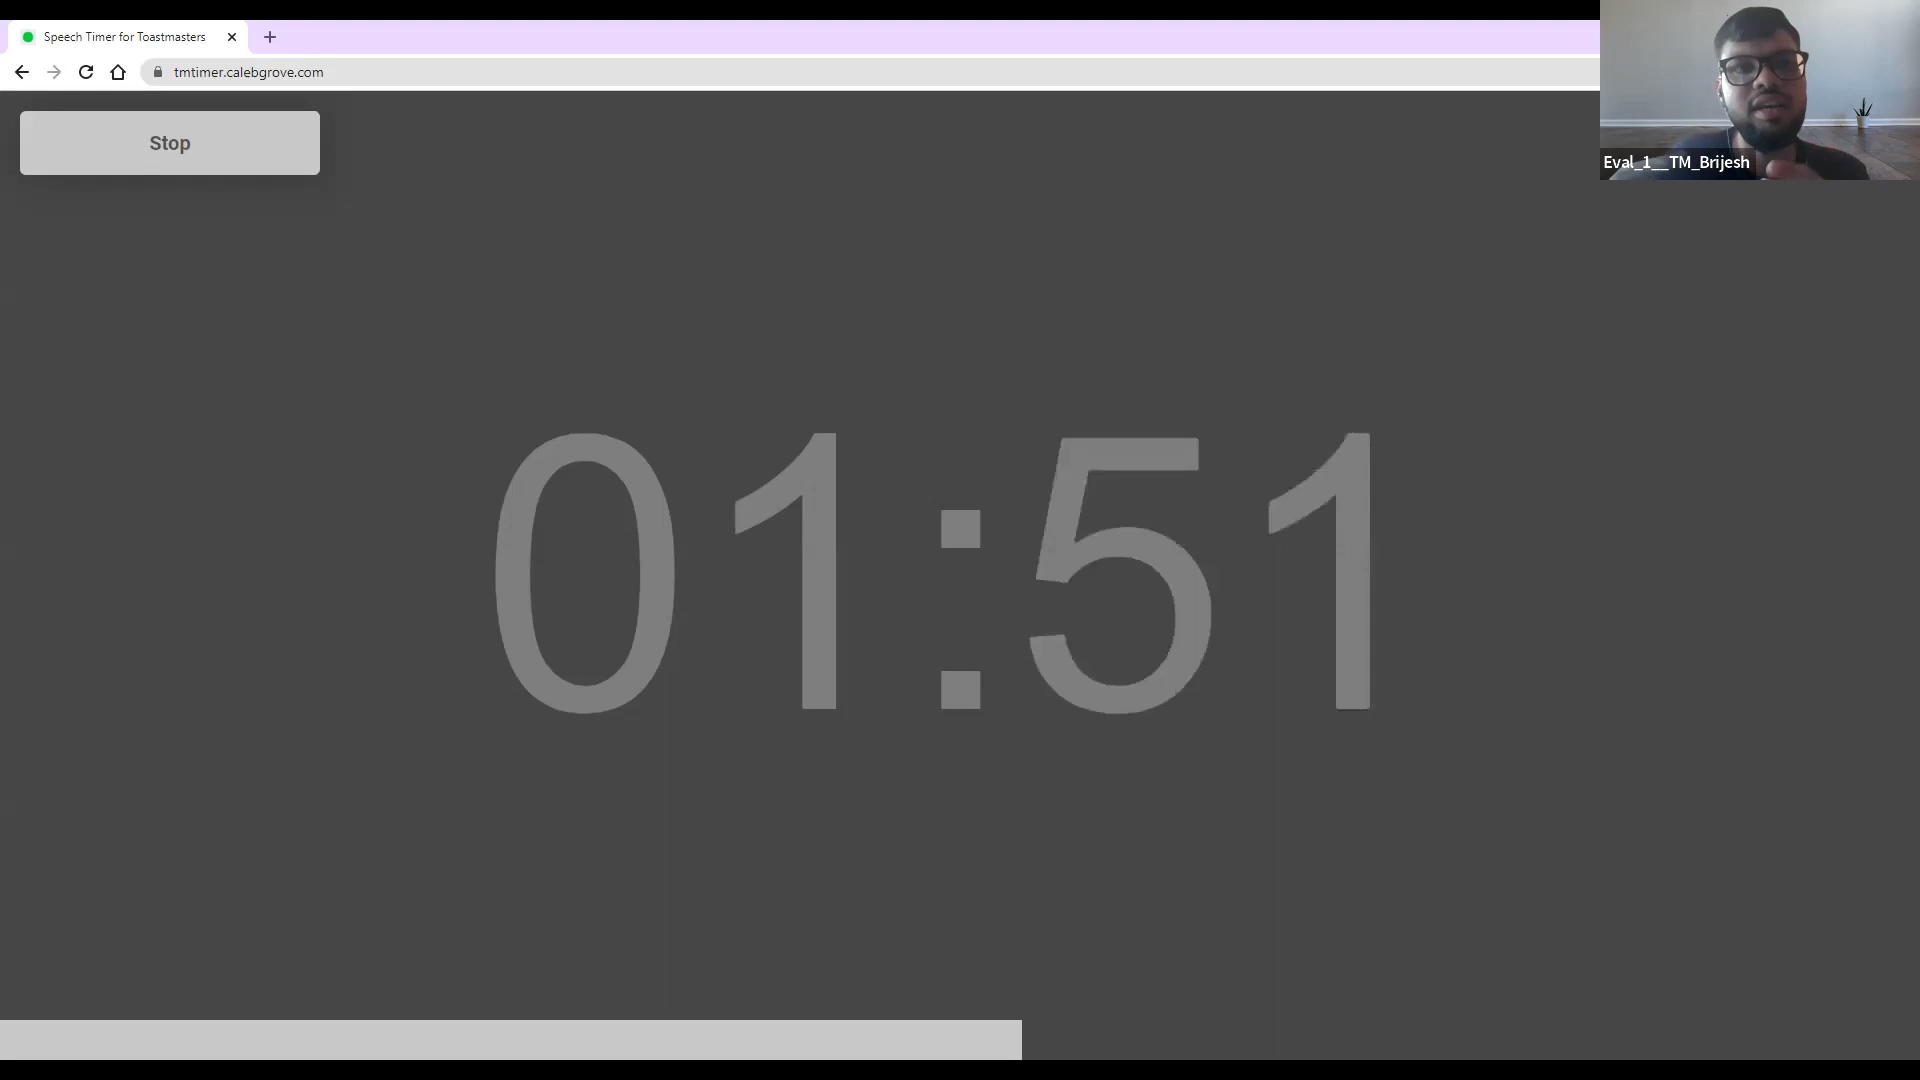 Speech Timer for Toastmasters
tmtimer.calebgrove.com
Stop
Eval_1__TM_Brijesh
01:51